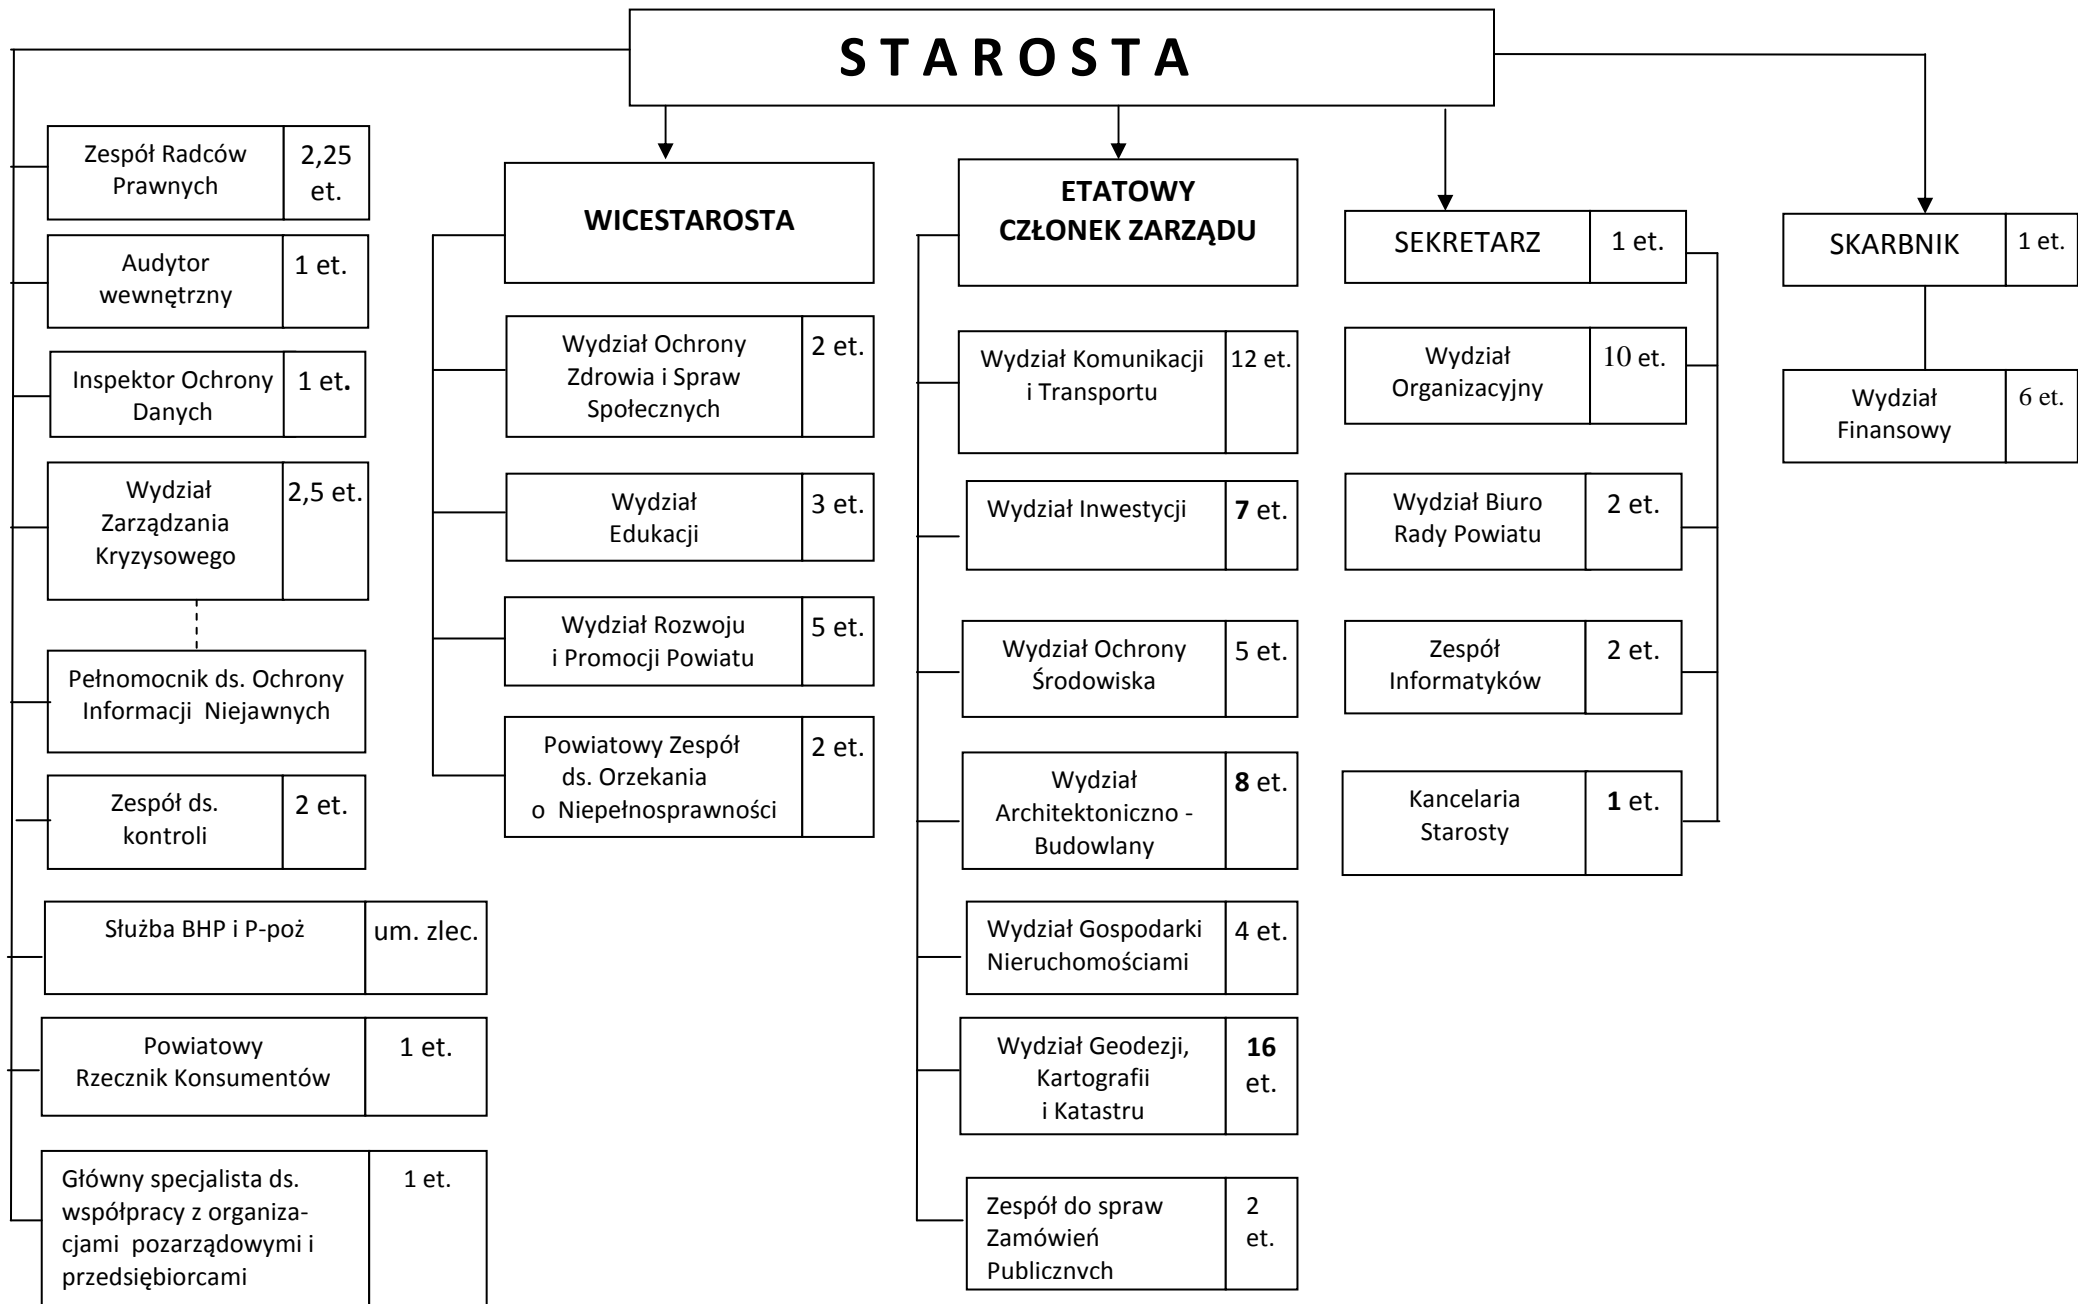 STAROSTA
Zespół Radców
Prawnych
2,25
et.
Audytor
wewnętrzny
1 et.
Inspektor Ochrony
Danych
1 et.
Wydział
Zarządzania
Kryzysowego
2,5 et.
Pełnomocnik ds. Ochrony
Informacji Niejawnych
Zespół ds.
kontroli
2 et.
Służba BHP i P-poż
um. zlec.
Powiatowy
Rzecznik Konsumentów
1 et.
Główny specjalista ds.
współpracy z organiza-
cjami pozarządowymi i
przedsiębiorcami
1 et.
WICESTAROSTA
Wydział Ochrony
Zdrowia i Spraw
Społecznych
2 et.
Wydział
Edukacji
3 et.
Wydział Rozwoju
i Promocji Powiatu
5 et.
Powiatowy Zespół
ds. Orzekania
o Niepełnosprawności
2 et.
ETATOWY
CZŁONEK ZARZĄDU
Wydział Komunikacji
i Transportu
12 et.
Wydział Inwestycji
7 et.
Wydział Ochrony
Środowiska
5 et.
Wydział
Architektoniczno -
Budowlany
8 et.
Wydział Gospodarki
Nieruchomościami
4 et.
Wydział Geodezji,
Kartografii
i Katastru
16
et.
Zespół do spraw
Zamówień
Publicznych
2
et.
SEKRETARZ
1 et.
Wydział
Organizacyjny
10 et.
Wydział Biuro
Rady Powiatu
2 et.
Zespół
Informatyków
2 et.
Kancelaria
Starosty
1 et.
SKARBNIK
1 et.
Wydział
Finansowy
6 et.